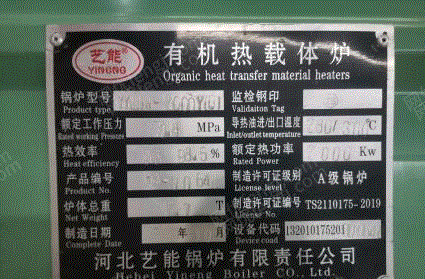 艺能
YINENG
有机热载体炉
Organic heat transfer material heaters
锅炉型号 监检钢印
Product type Validaiton Tag
额定工作压力 MPa 导热油进/出口温度 ℃
Rated working Pressure Inlet/outlet temperature
热效率 % 额定热功率 Kw
Heat efficiency Rated Power
产品编号 制造许可证级别 A级锅炉
Product No. License level
炉体总重 T 制造许可证编号 TS2110175-2019
Net Weight License No.
制造日期 年 月 设备代码 132010175201
Complete Date Device coad
河北艺能锅炉有限责任公司
Hebei Yineng Boiler CO., Ltd.